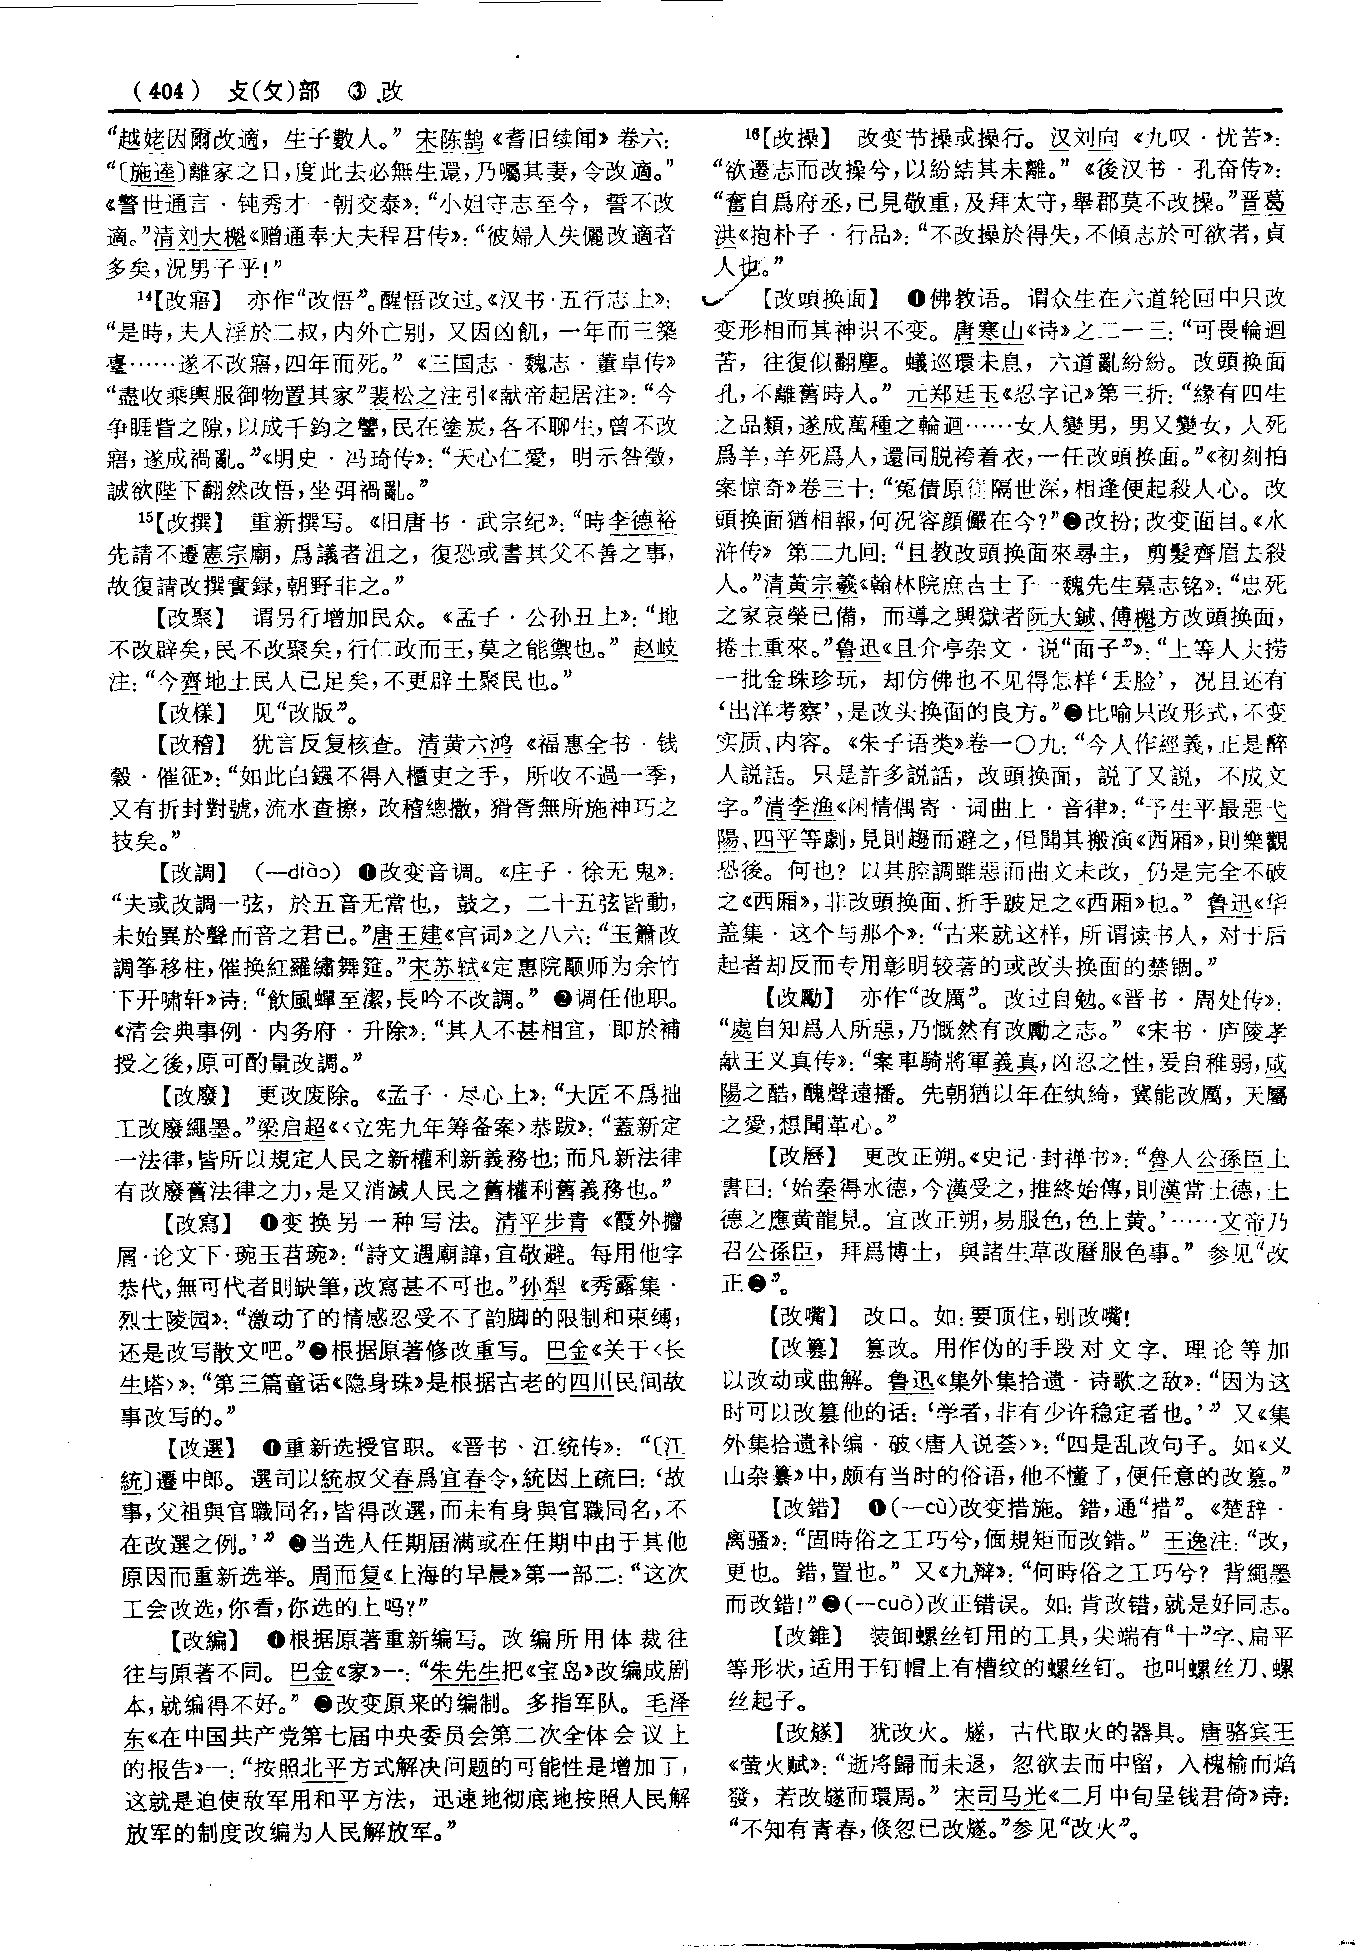 （404） 攴(攵)部 ③ 改
“越姥因爾改適，生子數人。”宋陈鹄《耆旧续闻》卷六：
“〔施逵〕離家之日，度此去必無生還，乃囑其妻，令改適。”
《警世通言·钝秀才一朝交泰》：“小姐守志至今，誓不改
適。”清刘大櫆《赠通奉大夫程君传》：“彼婦人失儷改適者
多矣，況男子乎！”
14【改寤】 亦作“改悟”。醒悟改过。《汉书·五行志上》：
“是時，夫人淫於二叔，内外亡别，又因凶飢，一年而三築
臺……遂不改寤，四年而死。”《三国志·魏志·董卓传》
“盡收乘輿服御物置其家”裴松之注引《献帝起居注》：“今
争睚眥之隙，以成千鈞之讐，民在塗炭，各不聊生，曾不改
寤，遂成禍亂。”《明史·冯琦传》：“天心仁愛，明示咎徵，
誠欲陛下翻然改悟，坐弭禍亂。”
15【改撰】 重新撰写。《旧唐书·武宗纪》：“時李德裕
先請不遷憲宗廟，爲議者沮之，復恐或書其父不善之事，
故復請改撰實録，朝野非之。”
【改聚】 谓另行增加民众。《孟子·公孙丑上》：“地
不改辟矣，民不改聚矣，行仁政而王，莫之能禦也。”赵岐
注：“今齊地土民人已足矣，不更辟土聚民也。”
【改樣】 见“改版”。
【改稽】 犹言反复核查。清黄六鸿《福惠全书·钱
穀·催征》：“如此白鏹不得入櫃吏之手，所收不過一季，
又有折封對號，流水查擦，改稽總撒，猾胥無所施神巧之
技矣。”
【改調】 （—diào）❶改变音调。《庄子·徐无鬼》：
“夫或改調一弦，於五音无當也，鼓之，二十五弦皆動，
未始異於聲而音之君已。”唐王建《宫词》之八六：“玉簫改
調筝移柱，催换紅羅繡舞筵。”宋苏轼《定惠院颙师为余竹
下开啸轩》诗：“飲風蟬至潔，長吟不改調。”❷调任他职。
《清会典事例·内务府·升除》：“其人不甚相宜，即於補
授之後，原可酌量改調。”
【改廢】 更改废除。《孟子·尽心上》：“大匠不爲拙
工改廢繩墨。”梁启超《〈立宪九年筹备案〉恭跋》：“蓋新定
一法律，皆所以規定人民之新權利新義務也；而凡新法律
有改廢舊法律之力，是又消滅人民之舊權利舊義務也。”
【改寫】 ❶变换另一种写法。清平步青《霞外攟
屑·论文下·琬玉苕琬》：“詩文遇廟諱，宜敬避。每用他字
恭代，無可代者則缺筆，改寫甚不可也。”孙犁《秀露集·
烈士陵园》：“激动了的情感忍受不了韵脚的限制和束缚，
还是改写散文吧。”❷根据原著修改重写。巴金《关于〈长
生塔〉》：“第三篇童话《隐身珠》是根据古老的四川民间故
事改写的。”
【改選】 ❶重新选授官职。《晋书·江统传》：“〔江
統〕遷中郎。選司以統叔父春爲宜春令，統因上疏曰：‘故
事，父祖與官職同名，皆得改選，而未有身與官職同名，不
在改選之例。’”❷当选人任期届满或在任期中由于其他
原因而重新选举。周而复《上海的早晨》第一部二：“这次
工会改选，你看，你选的上吗？”
【改編】 ❶根据原著重新编写。改编所用体裁往
往与原著不同。巴金《家》一：“朱先生把《宝岛》改编成剧
本，就编得不好。”❷改变原来的编制。多指军队。毛泽
东《在中国共产党第七届中央委员会第二次全体会议上
的报告》一：“按照北平方式解决问题的可能性是增加了，
这就是迫使敌军用和平方法，迅速地彻底地按照人民解
放军的制度改编为人民解放军。”
16【改操】 改变节操或操行。汉刘向《九叹·忧苦》：
“欲遷志而改操兮，以紛結其未離。”《後汉书·孔奋传》：
“奮自爲府丞，已見敬重，及拜太守，舉郡莫不改操。”晋葛
洪《抱朴子·行品》：“不改操於得失，不傾志於可欲者，貞
人也。”
【改頭换面】 ❶佛教语。谓众生在六道轮回中只改
变形相而其神识不变。唐寒山《诗》之二一三：“可畏輪迴
苦，往復似翻塵。蟻巡環未息，六道亂紛紛。改頭换面
孔，不離舊時人。”元郑廷玉《忍字记》第三折：“緣有四生
之品類，遂成萬種之輪迴……女人變男，男又變女，人死
爲羊，羊死爲人，還同脱袴着衣，一任改頭换面。”《初刻拍
案惊奇》卷三十：“冤債原從隔世深，相逢便起殺人心。改
頭换面猶相報，何况容顔儼在今？”❷改扮；改变面目。《水
浒传》第二九回：“且教改頭换面來尋主，剪髮齊眉去殺
人。”清黄宗羲《翰林院庶吉士子一魏先生墓志铭》：“忠死
之家哀榮已備，而導之興獄者阮大鋮、傅櫆方改頭换面，
捲土重來。”鲁迅《且介亭杂文·说“面子”》：“上等人大捞
一批金珠珍玩，却仿佛也不见得怎样‘丢脸’，况且还有
‘出洋考察’，是改头换面的良方。”❸比喻只改形式，不变
实质、内容。《朱子语类》卷一〇九：“今人作經義，正是醉
人説話。只是許多説話，改頭换面，説了又説，不成文
字。”清李渔《闲情偶寄·词曲上·音律》：“予生平最惡弋
陽、四平等劇，見則趨而避之，但聞其搬演《西厢》，則樂觀
恐後。何也？以其腔調雖惡而曲文未改，仍是完全不破
之《西厢》，非改頭换面、折手跛足之《西厢》也。”鲁迅《华
盖集·这个与那个》：“古来就这样，所谓读书人，对于后
起者却反而专用彰明较著的或改头换面的禁锢。”
【改勵】 亦作“改厲”。改过自勉。《晋书·周处传》：
“處自知爲人所惡，乃慨然有改勵之志。”《宋书·庐陵孝
献王义真传》：“案車騎將軍義真，凶忍之性，爰自稚弱，咸
陽之酷，醜聲遠播。先朝猶以年在紈綺，冀能改厲，天屬
之愛，想聞革心。”
【改曆】 更改正朔。《史记·封禅书》：“魯人公孫臣上
書曰：‘始秦得水德，今漢受之，推終始傳，則漢當土德，土
德之應黄龍見。宜改正朔，易服色，色上黄。’……文帝乃
召公孫臣，拜爲博士，與諸生草改曆服色事。”参见“改
正❷”。
【改嘴】 改口。如：要顶住，别改嘴！
【改篡】 篡改。用作伪的手段对文字、理论等加
以改动或曲解。鲁迅《集外集拾遗·诗歌之敌》：“因为这
时可以改篡他的话：‘学者，非有少许稳定者也。’”又《集
外集拾遗补编·破〈唐人说荟〉》：“四是乱改句子。如《义
山杂纂》中，颇有当时的俗语，他不懂了，便任意的改篡。”
【改錯】 ❶（—cù）改变措施。錯，通“措”。《楚辞·
离骚》：“固時俗之工巧兮，偭規矩而改錯。”王逸注：“改，
更也。錯，置也。”又《九辩》：“何時俗之工巧兮？背繩墨
而改錯！”❷（—cuò）改正错误。如：肯改错，就是好同志。
【改錐】 装卸螺丝钉用的工具，尖端有“十”字、扁平
等形状，适用于钉帽上有槽纹的螺丝钉。也叫螺丝刀、螺
丝起子。
【改燧】 犹改火。燧，古代取火的器具。唐骆宾王
《萤火赋》：“逝將歸而未退，忽欲去而中留，入槐榆而焰
發，若改燧而環周。”宋司马光《二月中旬呈钱君倚》诗：
“不知有青春，倏忽已改燧。”参见“改火”。